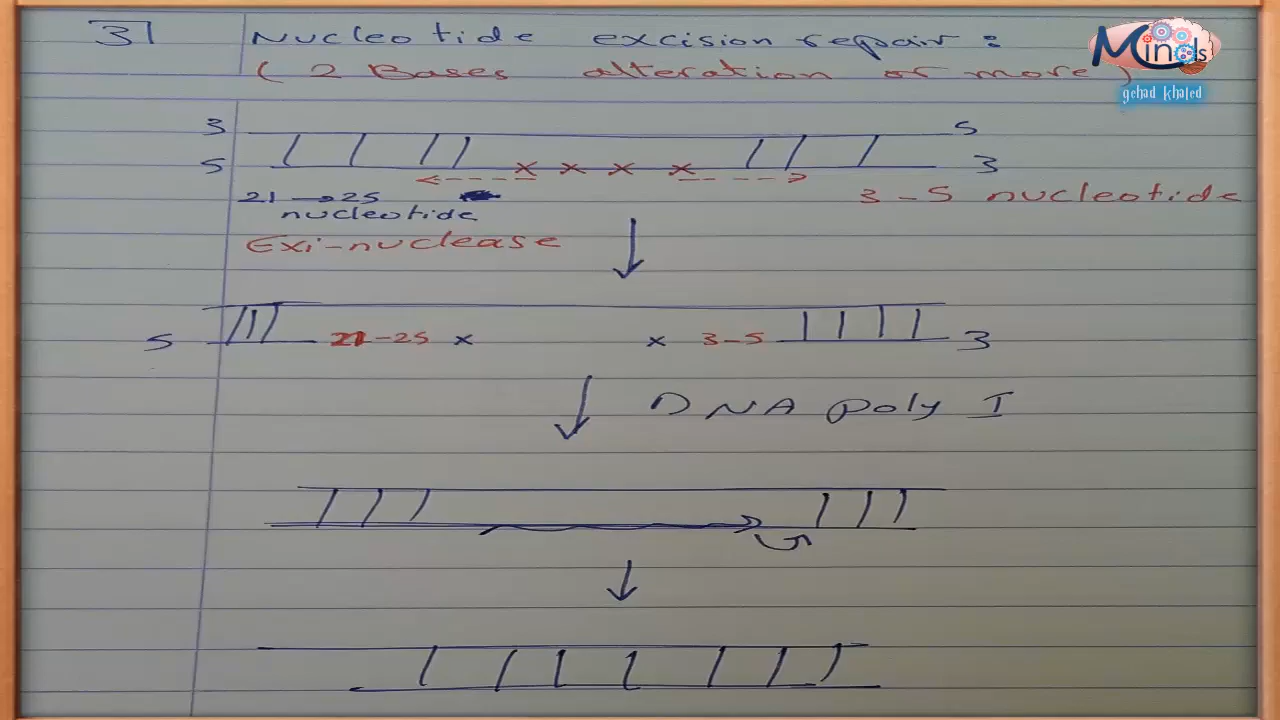 3]
Nucleotide excision repair:
(2 Bases alteration or more)
Minds
gehad khaled
3 5
5 x x x x 3
21 → 25
nucleotide
3 - 5 nucleotide
Exi-nuclease
5 21 - 25 x x 3 - 5 3
DNA poly I